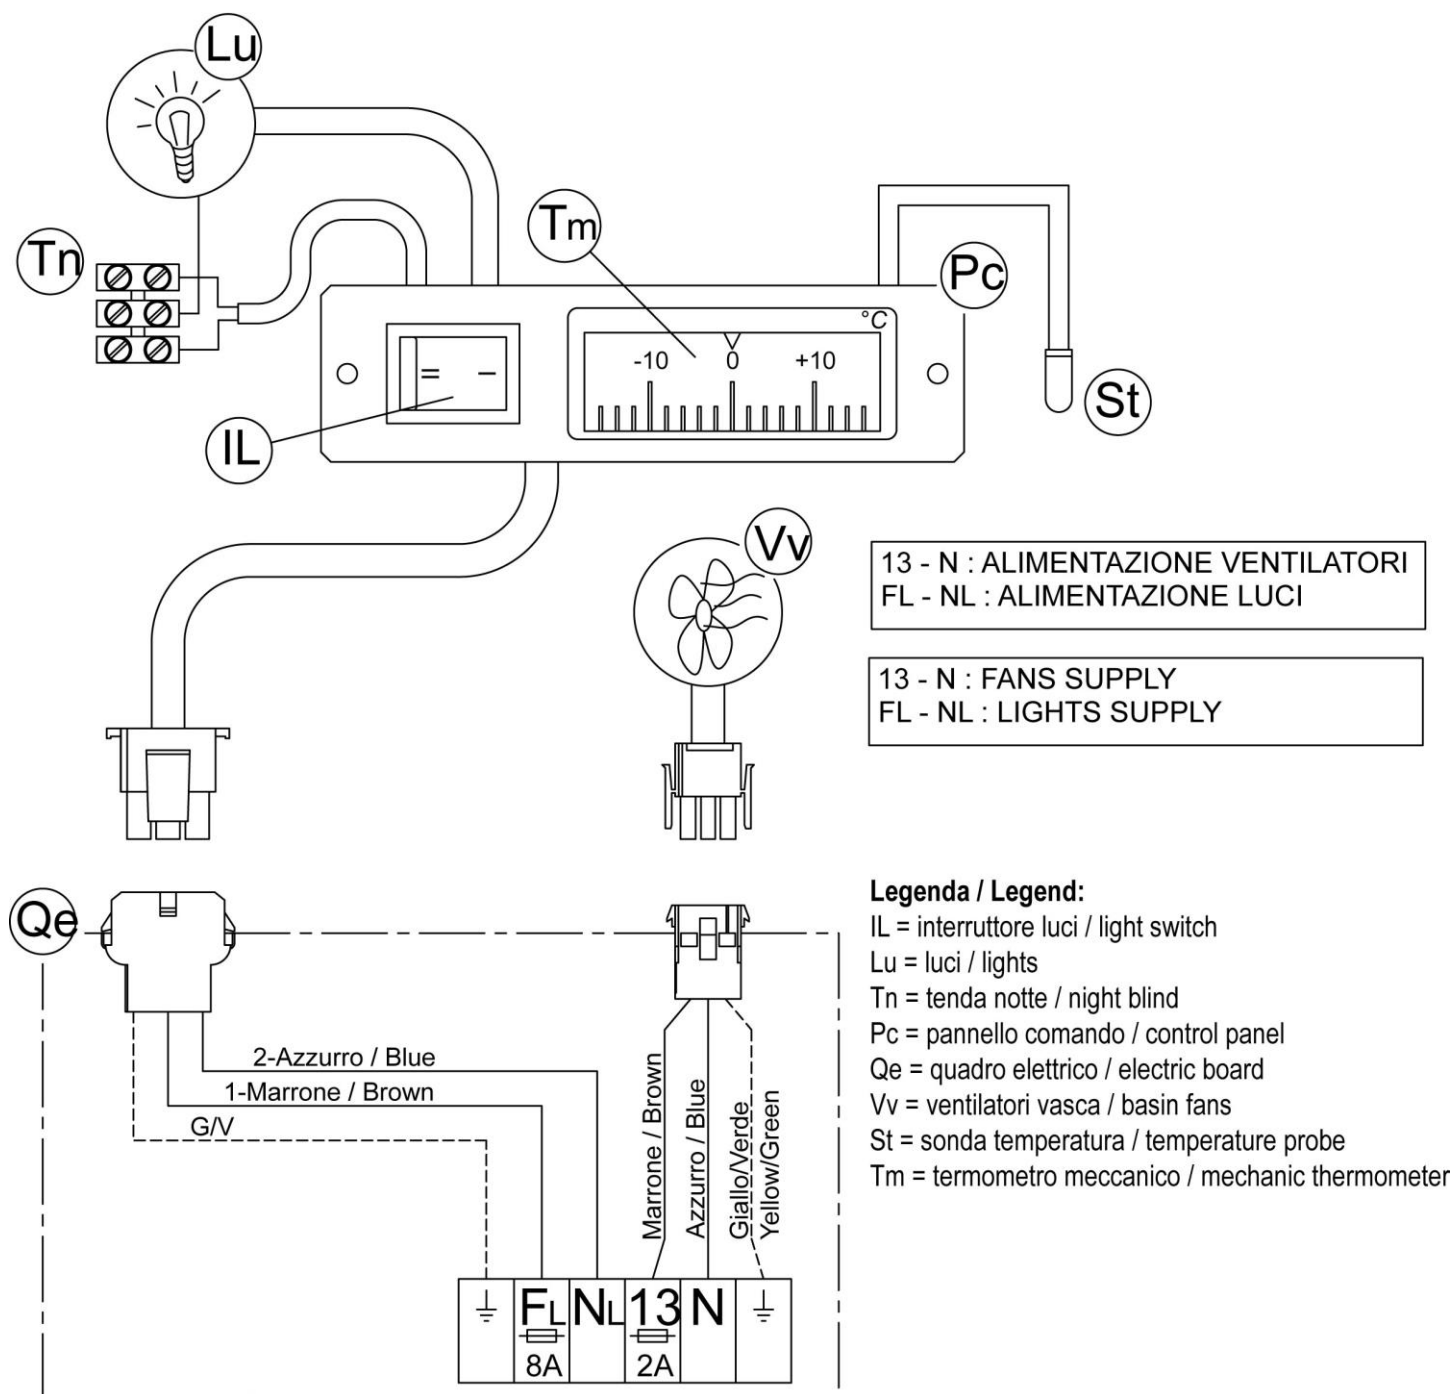 Lu
Tn
Tm
Pc
°C
-10 0 +10
= -
IL
St
Vv
13 - N : ALIMENTAZIONE VENTILATORI
FL - NL : ALIMENTAZIONE LUCI
13 - N : FANS SUPPLY
FL - NL : LIGHTS SUPPLY
Qe
Legenda / Legend:
IL = interruttore luci / light switch
Lu = luci / lights
Tn = tenda notte / night blind
Pc = pannello comando / control panel
Qe = quadro elettrico / electric board
Vv = ventilatori vasca / basin fans
St = sonda temperatura / temperature probe
Tm = termometro meccanico / mechanic thermometer
2-Azzurro / Blue
1-Marrone / Brown
G/V
Marrone / Brown
Azzurro / Blue
Giallo/Verde
Yellow/Green
FL NL 13 N
8A 2A